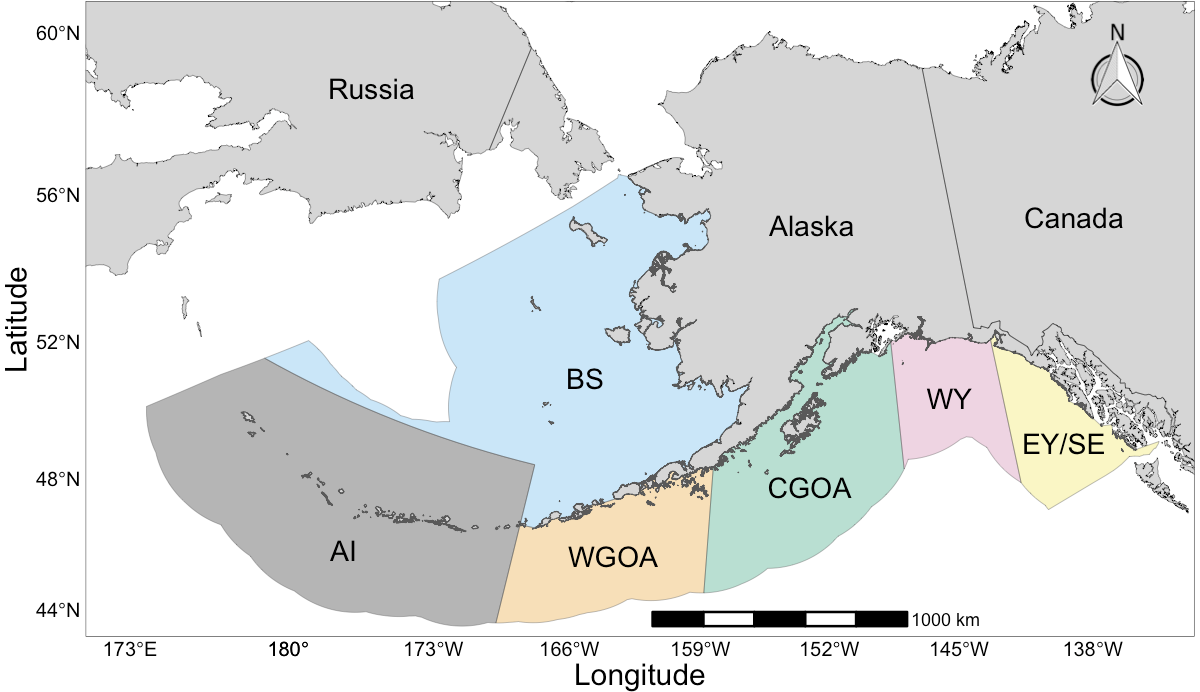 60°N
N
Russia
56°N
Alaska
Canada
Latitude
52°N
BS
WY
EY/SE
48°N
CGOA
AI
WGOA
44°N
1000 km
173°E
180°
173°W
166°W
159°W
152°W
145°W
138°W
Longitude